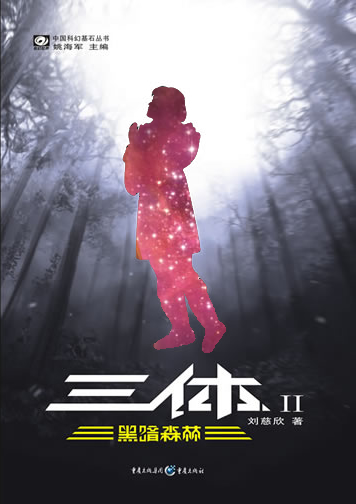 中国科幻基石丛书
姚海军 主编
三体 II
刘慈欣 著
黑暗森林
重庆出版集团 重庆出版社